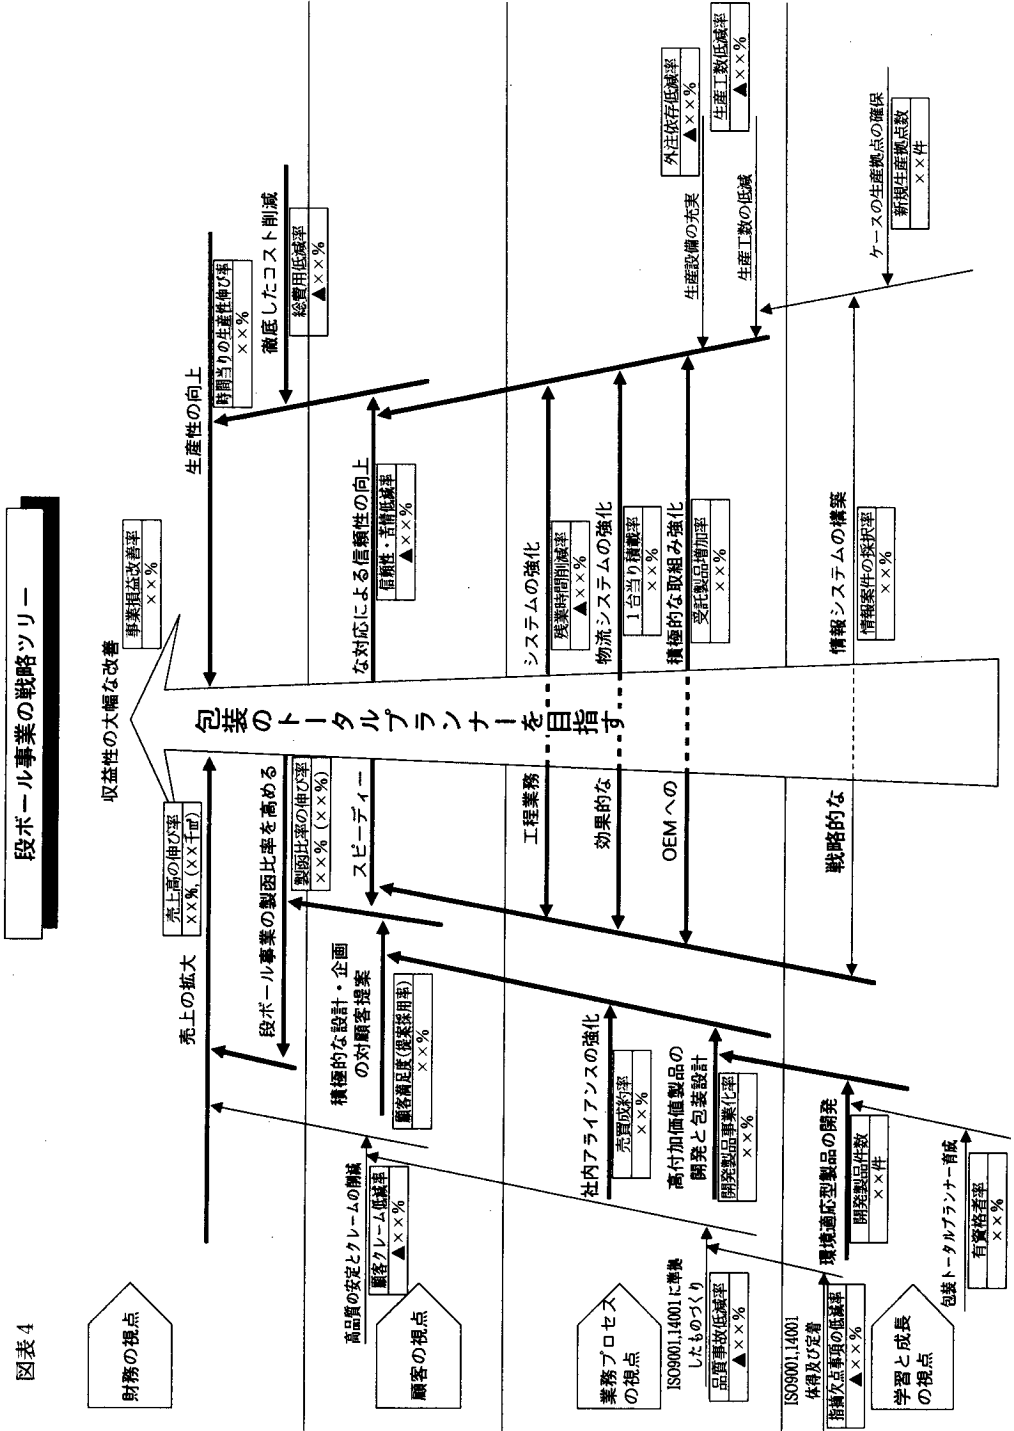 図表4
段ボール事業の戦略ツリー
収益性の大幅な改善
事業損益改善率
××%
包装のトータルプランナーを目指す
財務の視点
売上の拡大
売上高の伸び率
××%,(××千㎡)
生産性の向上
時間当りの生産性伸び率
××%
段ボール事業の製函比率を高める
製函比率の伸び率
××%(××%)
徹底したコスト削減
総費用低減率
▲××%
顧客の視点
高品質の安定とクレームの削減
顧客クレーム低減率
▲××%
積極的な設計・企画
の対顧客提案
顧客満足度(提案採用率)
××%
スピーディー
な対応による信頼性の向上
信頼性・苦情低減率
▲××%
業務プロセス
の視点
ISO9001,14001に準拠
したものづくり
品質事故低減率
▲××%
社内アライアンスの強化
売買成約率
××%
高付加価値製品の
開発と包装設計
開発製品事業化率
××%
工程業務
システムの強化
残業時間削減率
▲××%
効果的な
物流システムの強化
1台当り積載率
××%
OEMへの
積極的な取組み強化
受託製品増加率
××%
生産設備の充実
外注依存低減率
▲××%
生産工数の低減
生産工数低減率
▲××%
学習と成長
の視点
ISO9001,14001
体得及び定着
指摘欠点事項の低減率
▲×××%
環境適応型製品の開発
開発製品件数
××件
包装トータルプランナー育成
有資格者率
××%
戦略的な
情報システムの構築
情報案件の採択率
××%
ケースの生産拠点の確保
新規生産拠点数
××件